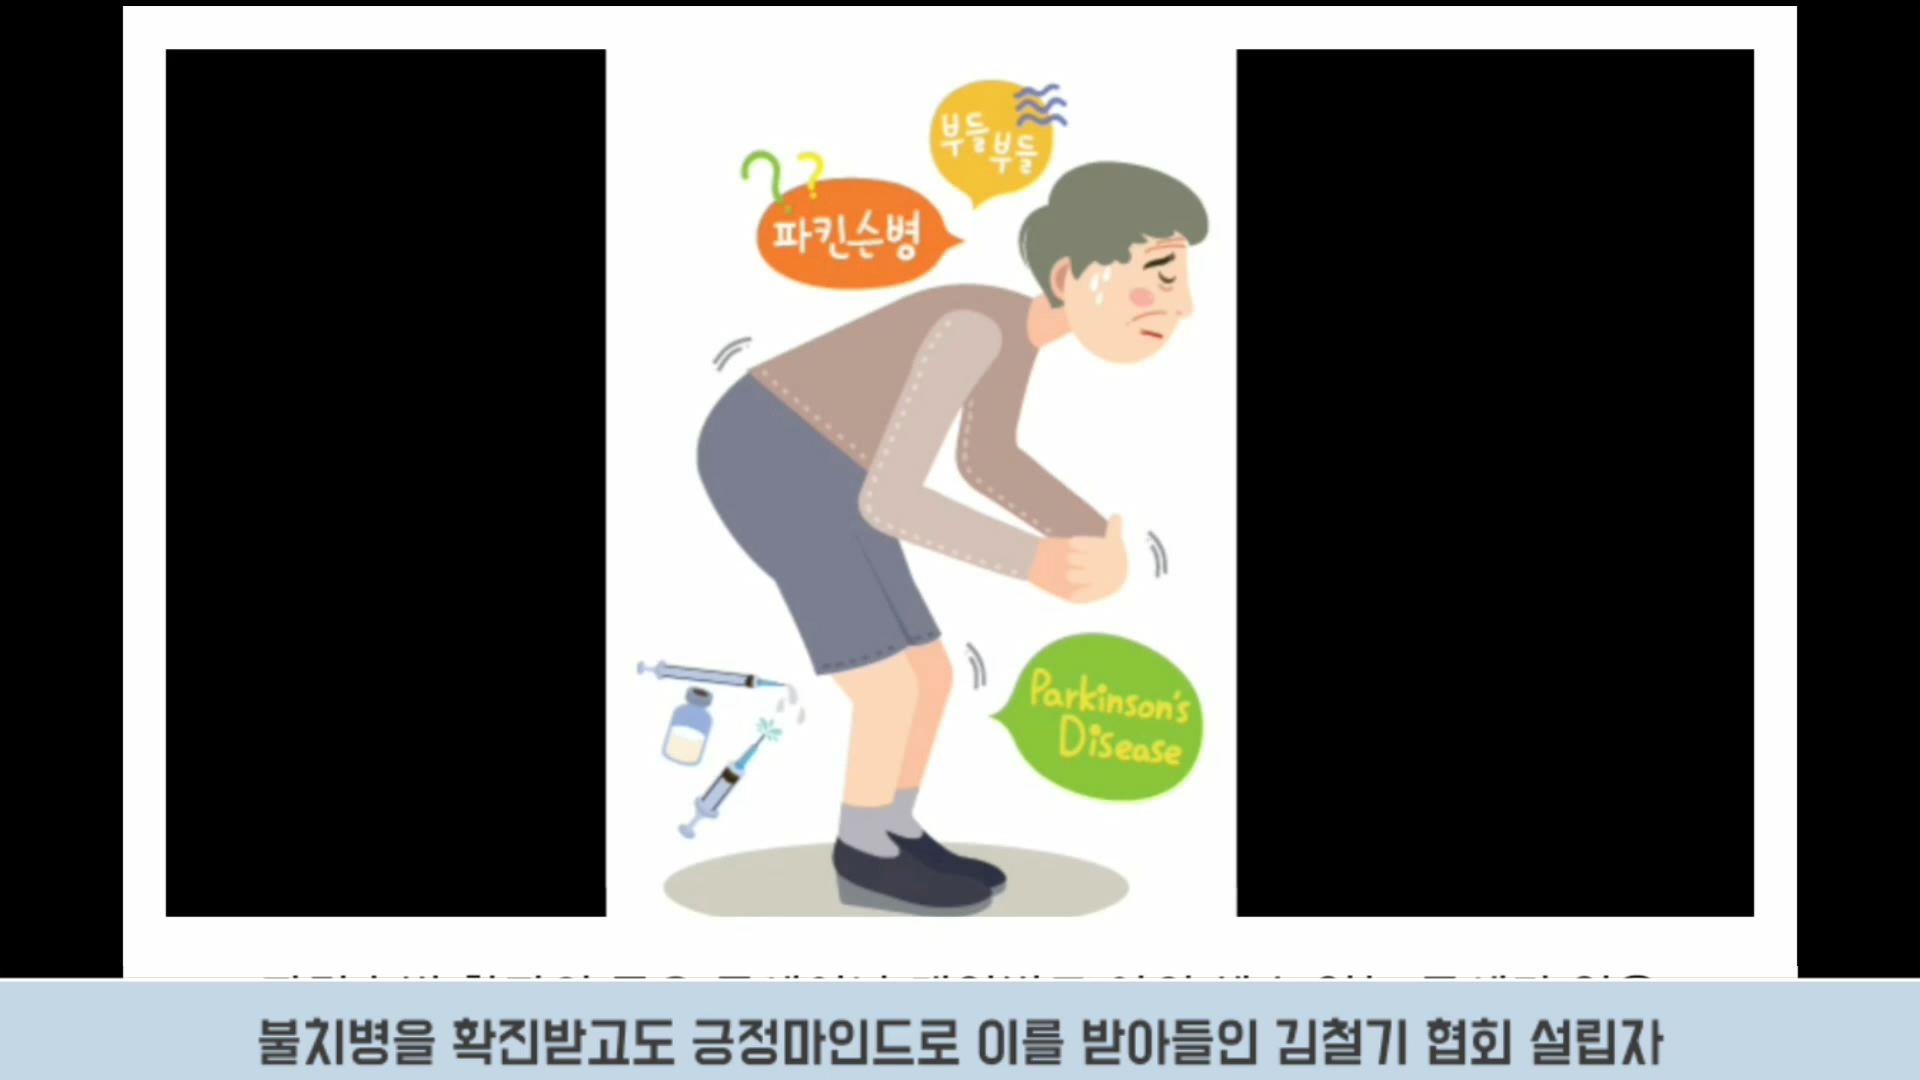 부들
부들
??
파킨슨병
Parkinson's
Disease
불치병을 확진받고도 긍정마인드로 이를 받아들인 김철기 협회 설립자